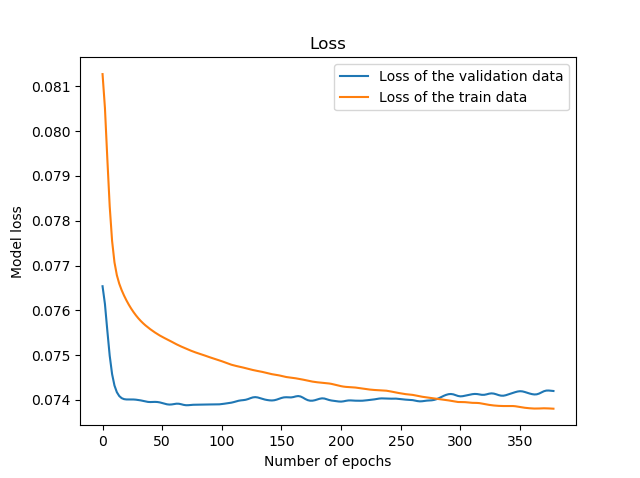 Loss
Loss of the validation data
Loss of the train data
Model loss
0.081
0.080
0.079
0.078
0.077
0.076
0.075
0.074
0 50 100 150 200 250 300 350
Number of epochs